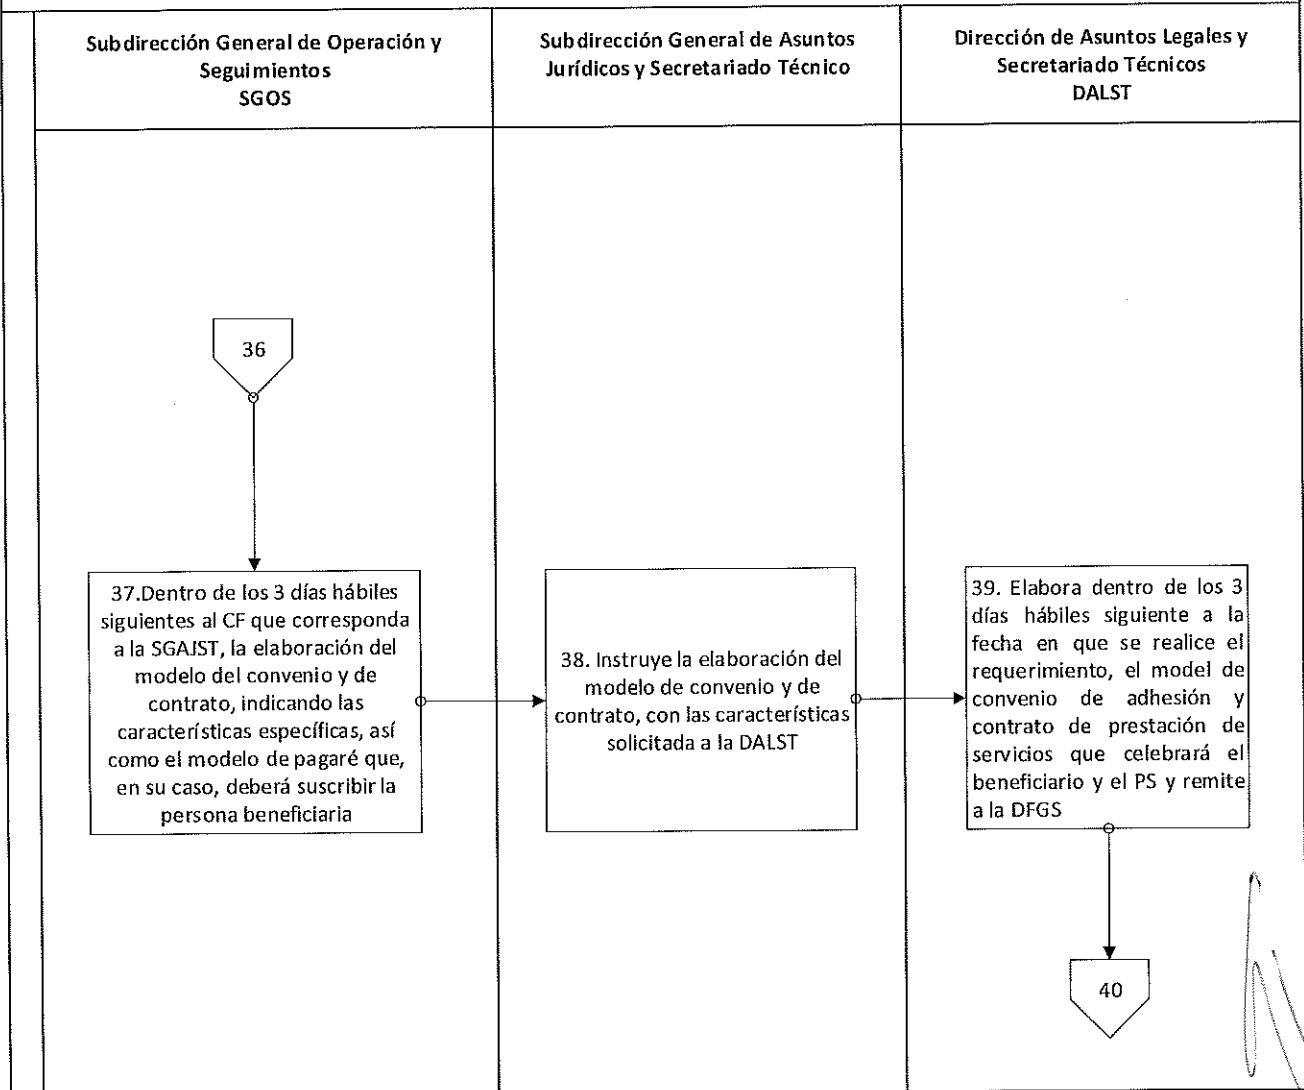 Subdirección General de Operación y
Seguimientos
SGOS
Subdirección General de Asuntos
Jurídicos y Secretariado Técnico
Dirección de Asuntos Legales y
Secretariado Técnicos
DALST
36
37.Dentro de los 3 días hábiles
siguientes al CF que corresponda
a la SGAJST, la elaboración del
modelo del convenio y de
contrato, indicando las
características específicas, así
como el modelo de pagaré que,
en su caso, deberá suscribir la
persona beneficiaria
38. Instruye la elaboración del
modelo de convenio y de
contrato, con las características
solicitada a la DALST
39. Elabora dentro de los 3
días hábiles siguiente a la
fecha en que se realice el
requerimiento, el model de
convenio de adhesión y
contrato de prestación de
servicios que celebrará el
beneficiario y el PS y remite
a la DFGS
40